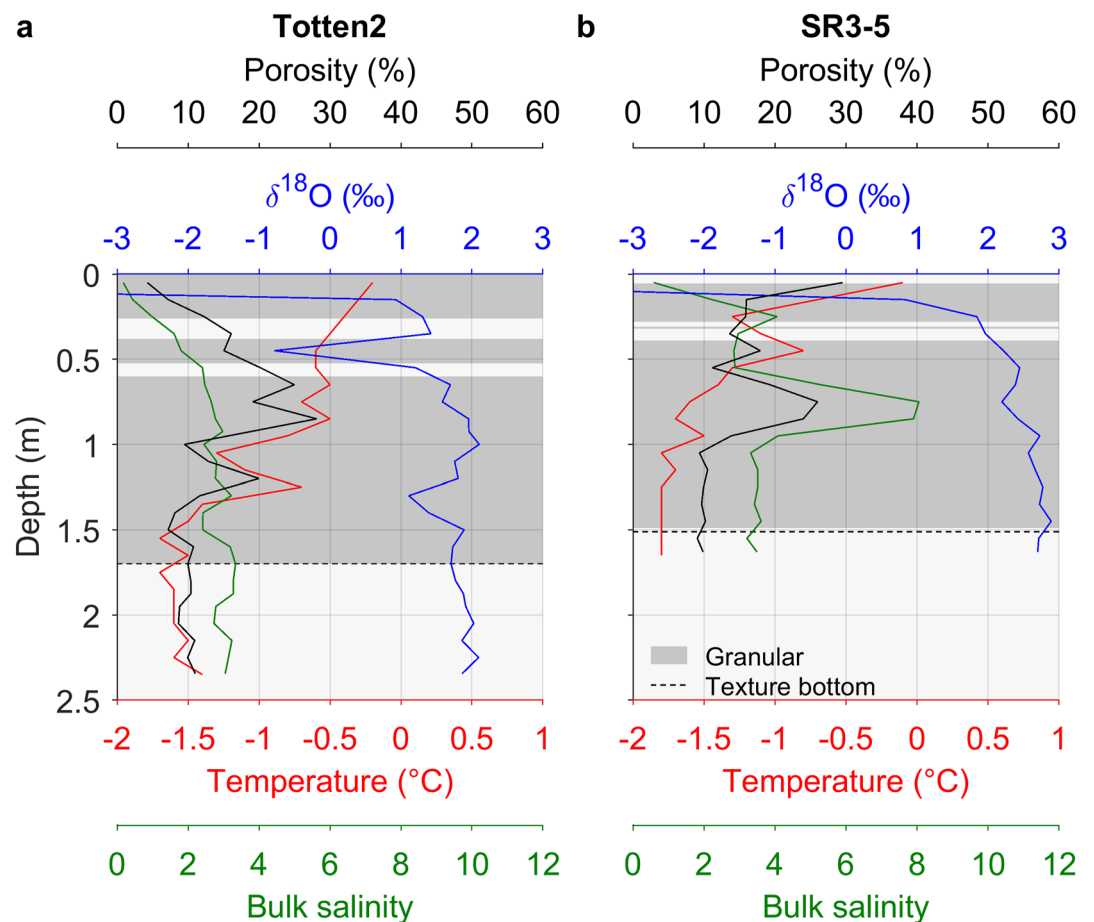 a Totten2
Porosity (%)
0 10 20 30 40 50 60
δ18O (‰)
-3 -2 -1 0 1 2 3
Depth (m)
0
0.5
1
1.5
2
2.5
-2 -1.5 -1 -0.5 0 0.5 1
Temperature (°C)
0 2 4 6 8 10 12
Bulk salinity
b SR3-5
Porosity (%)
0 10 20 30 40 50 60
δ18O (‰)
-3 -2 -1 0 1 2 3
Granular
Texture bottom
-2 -1.5 -1 -0.5 0 0.5 1
Temperature (°C)
0 2 4 6 8 10 12
Bulk salinity